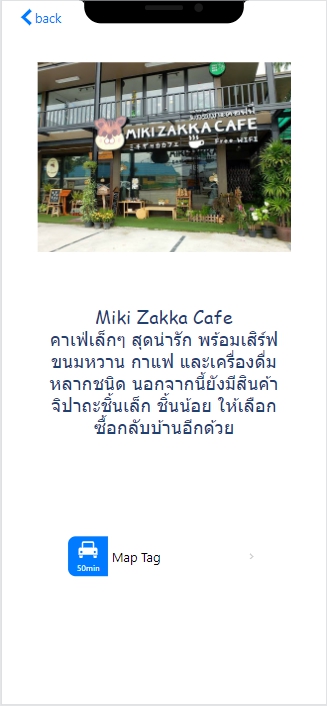 back
MIKI ZAKKA CAFE
Free WIFI
Miki Zakka Cafe
คาเฟ่เล็กๆ สุดน่ารัก พร้อมเสิร์ฟ
ขนมหวาน กาแฟ และเครื่องดื่ม
หลากชนิด นอกจากนี้ยังมีสินค้า
จิปาถะชิ้นเล็ก ชิ้นน้อย ให้เลือก
ซื้อกลับบ้านอีกด้วย
Map Tag
50min